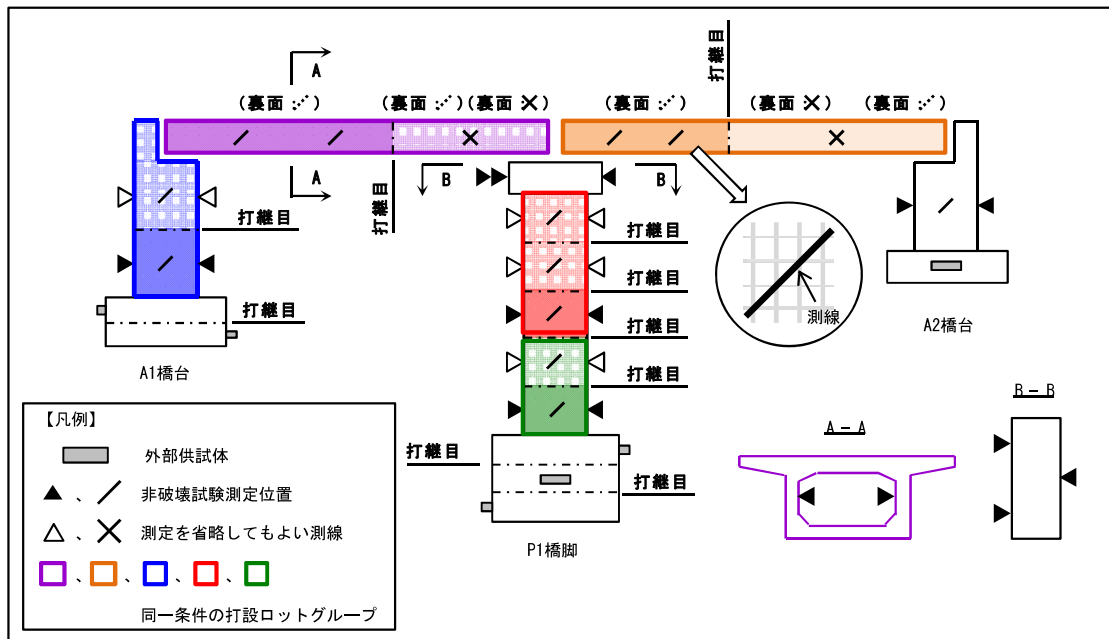 打継目
A
(裏面 ⋰)
(裏面 ⋰)
(裏面 ×)
(裏面 ⋰)
(裏面 ×)
(裏面 ⋰)
A
B
B
打継目
打継目
打継目
打継目
打継目
打継目
打継目
打継目
打継目
測線
A1橋台
A2橋台
P1橋脚
A-A
B-B
【凡例】
外部供試体
▲、／ 非破壊試験測定位置
△、× 測定を省略してもよい測線
□、□、□、□、□
同一条件の打設ロットグループ